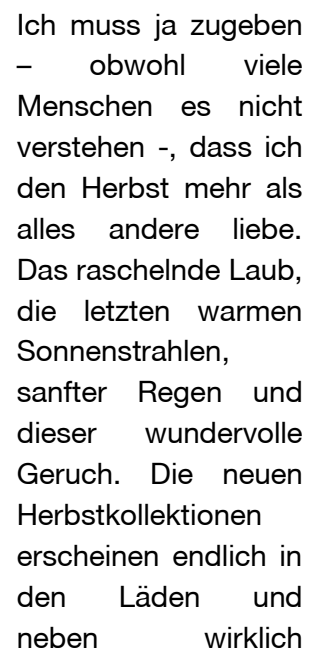 Ich muss ja zugeben
– obwohl viele
Menschen es nicht
verstehen -, dass ich
den Herbst mehr als
alles andere liebe.
Das raschelnde Laub,
die letzten warmen
Sonnenstrahlen,
sanfter Regen und
dieser wundervolle
Geruch. Die neuen
Herbstkollektionen
erscheinen endlich in
den Läden und
neben wirklich